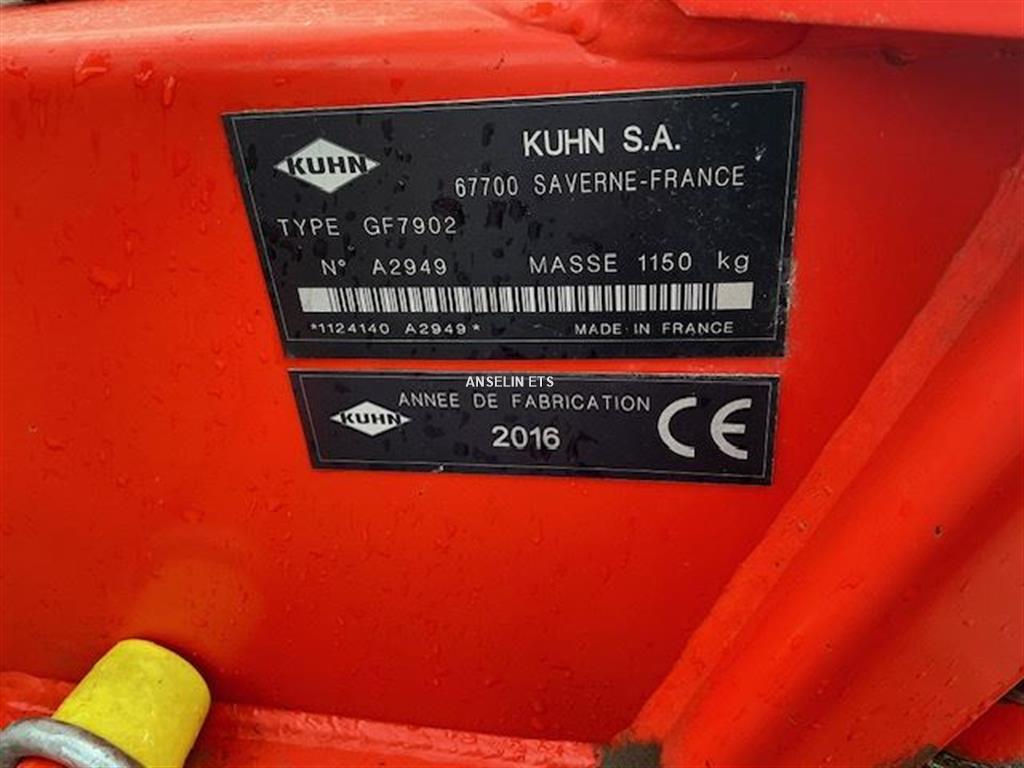 KUHN
KUHN S.A.
67700 SAVERNE-FRANCE
TYPE GF7902
N° A2949 MASSE 1150 kg
*1124140 A2949* MADE IN FRANCE
ANSELIN ETS
KUHN
ANNEE DE FABRICATION
2016
CE